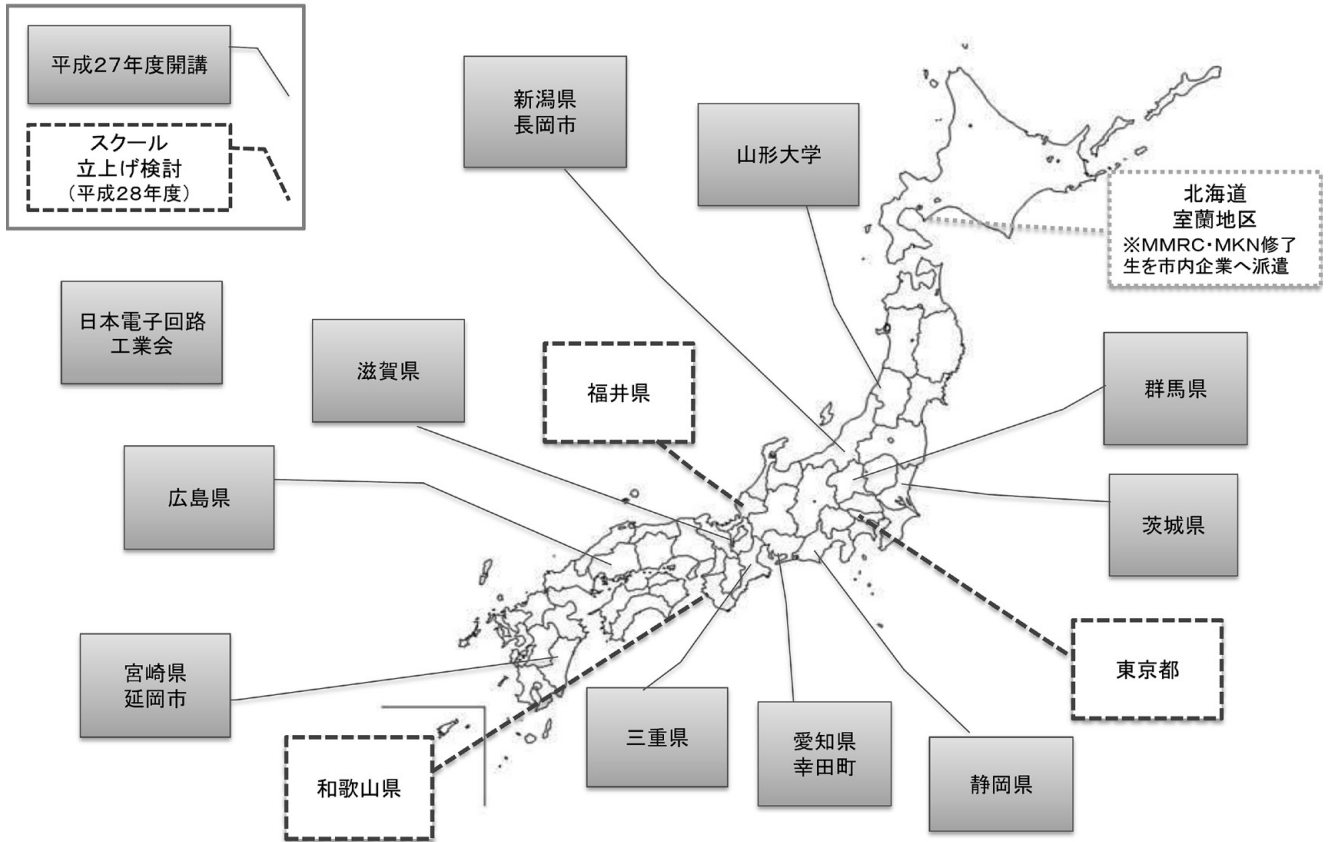 平成27年度開講
スクール
立上げ検討
(平成28年度)
新潟県
長岡市
山形大学
北海道
室蘭地区
※MMRC・MKN修了
生を市内企業へ派遣
日本電子回路
工業会
滋賀県
福井県
群馬県
広島県
茨城県
宮崎県
延岡市
東京都
和歌山県
三重県
愛知県
幸田町
静岡県